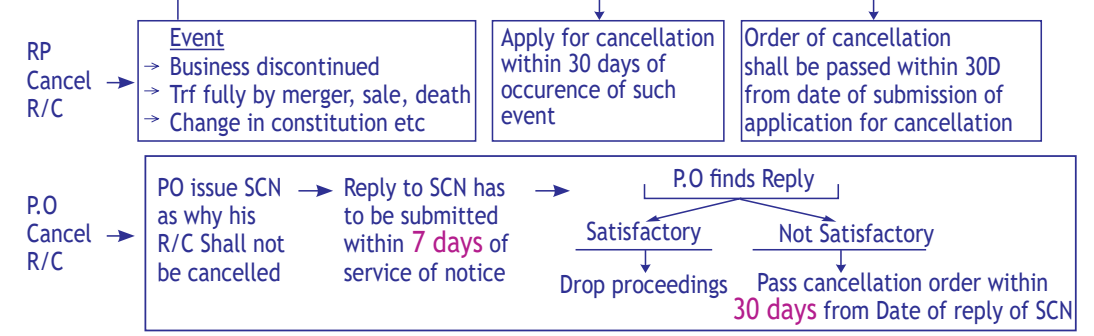 RP
Cancel
R/C
Event
→ Business discontinued
→ Trf fully by merger, sale, death
→ Change in constitution etc
Apply for cancellation
within 30 days of
occurence of such
event
Order of cancellation
shall be passed within 30D
from date of submission of
application for cancellation
P.O
Cancel
R/C
PO issue SCN
as why his
R/C Shall not
be cancelled
Reply to SCN has
to be submitted
within 7 days of
service of notice
P.O finds Reply
Satisfactory
Drop proceedings
Not Satisfactory
Pass cancellation order within
30 days from Date of reply of SCN